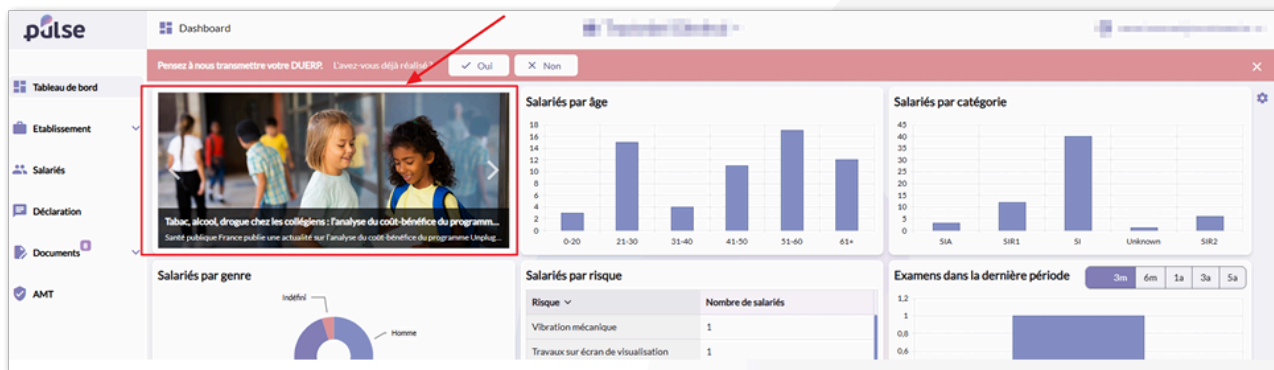 pulse
Dashboard
Pensez à nous transmettre votre DUERP. L'avez-vous déjà réalisé ? Oui Non
Tableau de bord
Etablissement
Salariés
Déclaration
Documents 6
AMT
Tabac, alcool, drogue chez les collégiens : l'analyse du coût-bénéfice du programm...
Santé publique France publie une actualité sur l'analyse du coût-bénéfice du programme Unplug...
Salariés par âge
18
16
14
12
10
8
6
4
2
0
0-20 21-30 31-40 41-50 51-60 61+
Salariés par catégorie
45
40
35
30
25
20
15
10
5
0
SIA SIR1 SI Unknown SIR2
Salariés par genre
Indéfini
Homme
Salariés par risque
Risque Nombre de salariés
Vibration mécanique 1
Travaux sur écran de visualisation 1
Examens dans la dernière période 3m 6m 1a 3a 5a
1,2
1
0,8
0,6